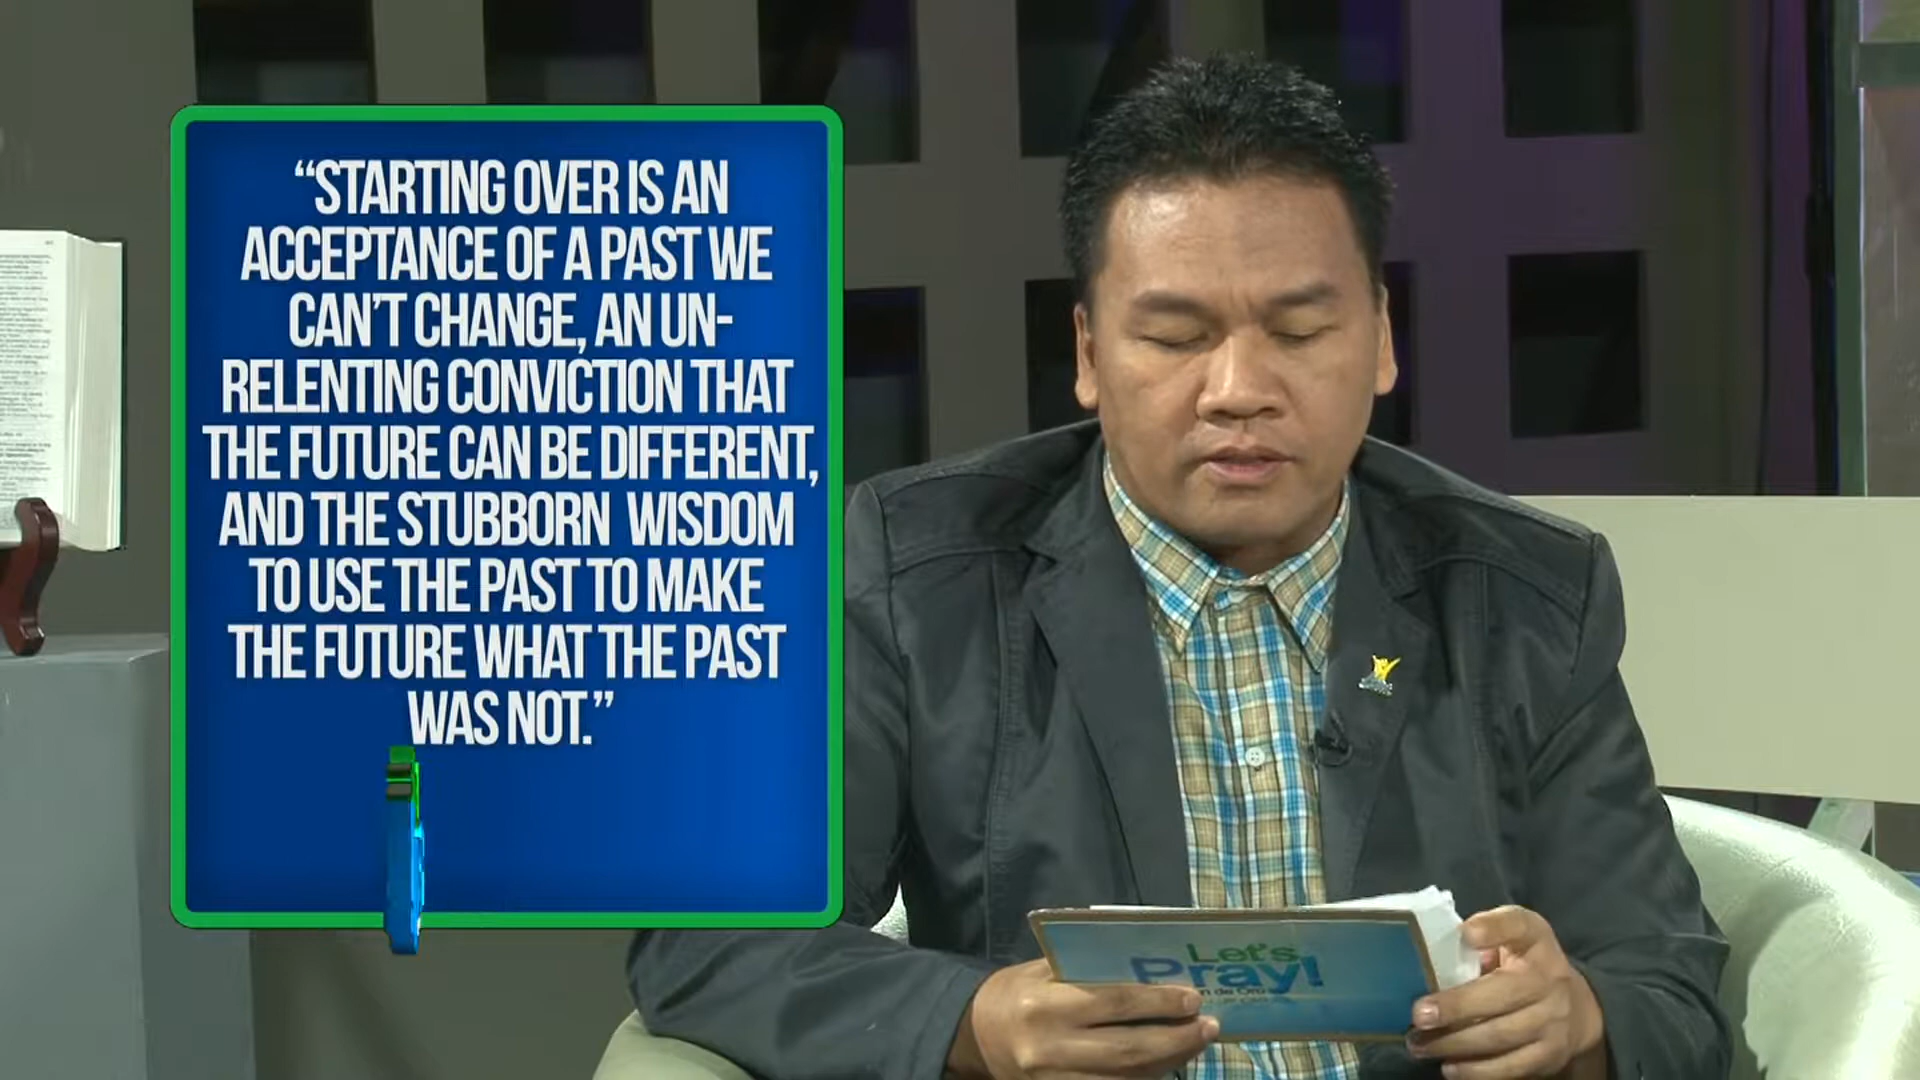 “STARTING OVER IS AN
ACCEPTANCE OF A PAST WE
CAN’T CHANGE, AN UN-
RELENTING CONVICTION THAT
THE FUTURE CAN BE DIFFERENT,
AND THE STUBBORN WISDOM
TO USE THE PAST TO MAKE
THE FUTURE WHAT THE PAST
WAS NOT.”
Let's
Pray!
de Oro